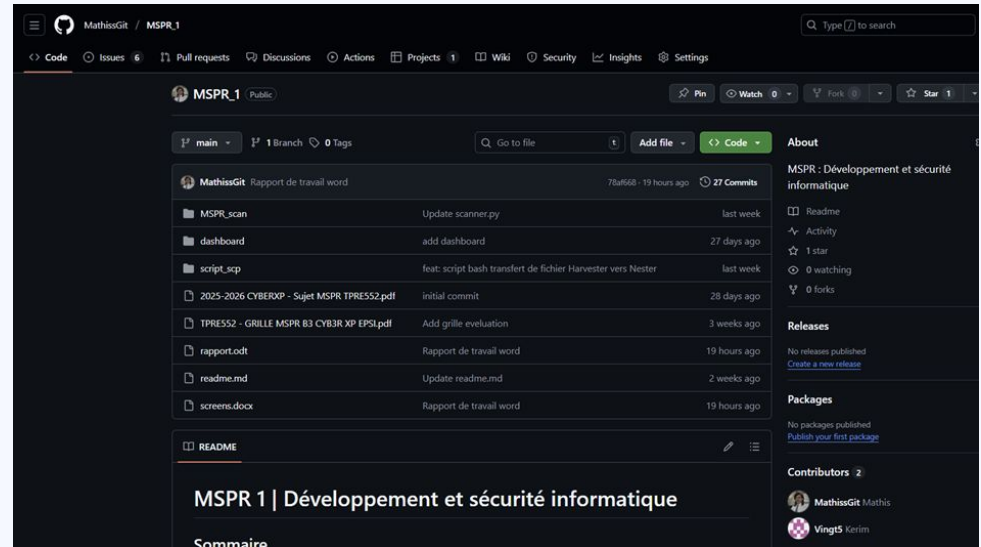 MathissGit / MSPR_1
Type / to search
Code Issues 6 Pull requests Discussions Actions Projects 1 Wiki Security Insights Settings
MSPR_1 Public
Pin Watch 0 Fork 0 Star 1
main 1 Branch 0 Tags Go to file t Add file Code
MathissGit Rapport de travail word 78af668 · 19 hours ago 27 Commits
MSPR_scan Update scanner.py last week
dashboard add dashboard 27 days ago
script_scp feat: script bash transfert de fichier Harvester vers Nester last week
2025-2026 CYBERXP - Sujet MSPR TPRE552.pdf initial commit 28 days ago
TPRE552 - GRILLE MSPR B3 CYB3R XP EPSI.pdf Add grille eveluation 3 weeks ago
rapport.odt Rapport de travail word 19 hours ago
readme.md Update readme.md 2 weeks ago
screens.docx Rapport de travail word 19 hours ago
README
MSPR 1 | Développement et sécurité informatique
Sommaire
About
MSPR : Développement et sécurité
informatique
Readme
Activity
1 star
0 watching
0 forks
Releases
No releases published
Create a new release
Packages
No packages published
Publish your first package
Contributors 2
MathissGit Mathis
Vingt5 Kerim